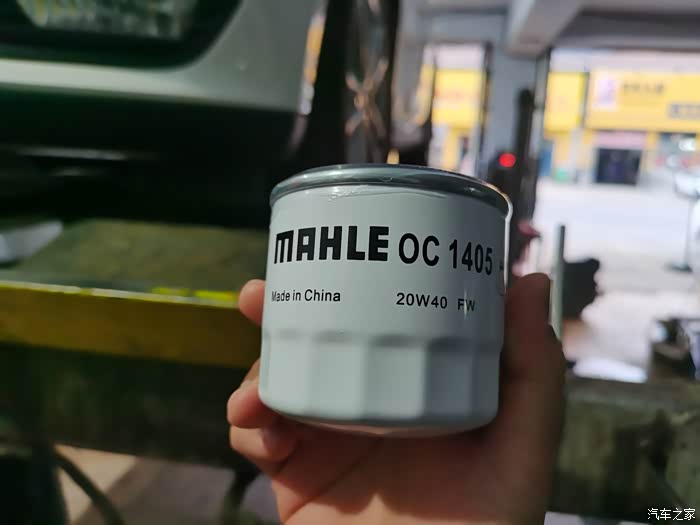 MAHLE OC 1405
Made in China 20W40 FW
汽车之家